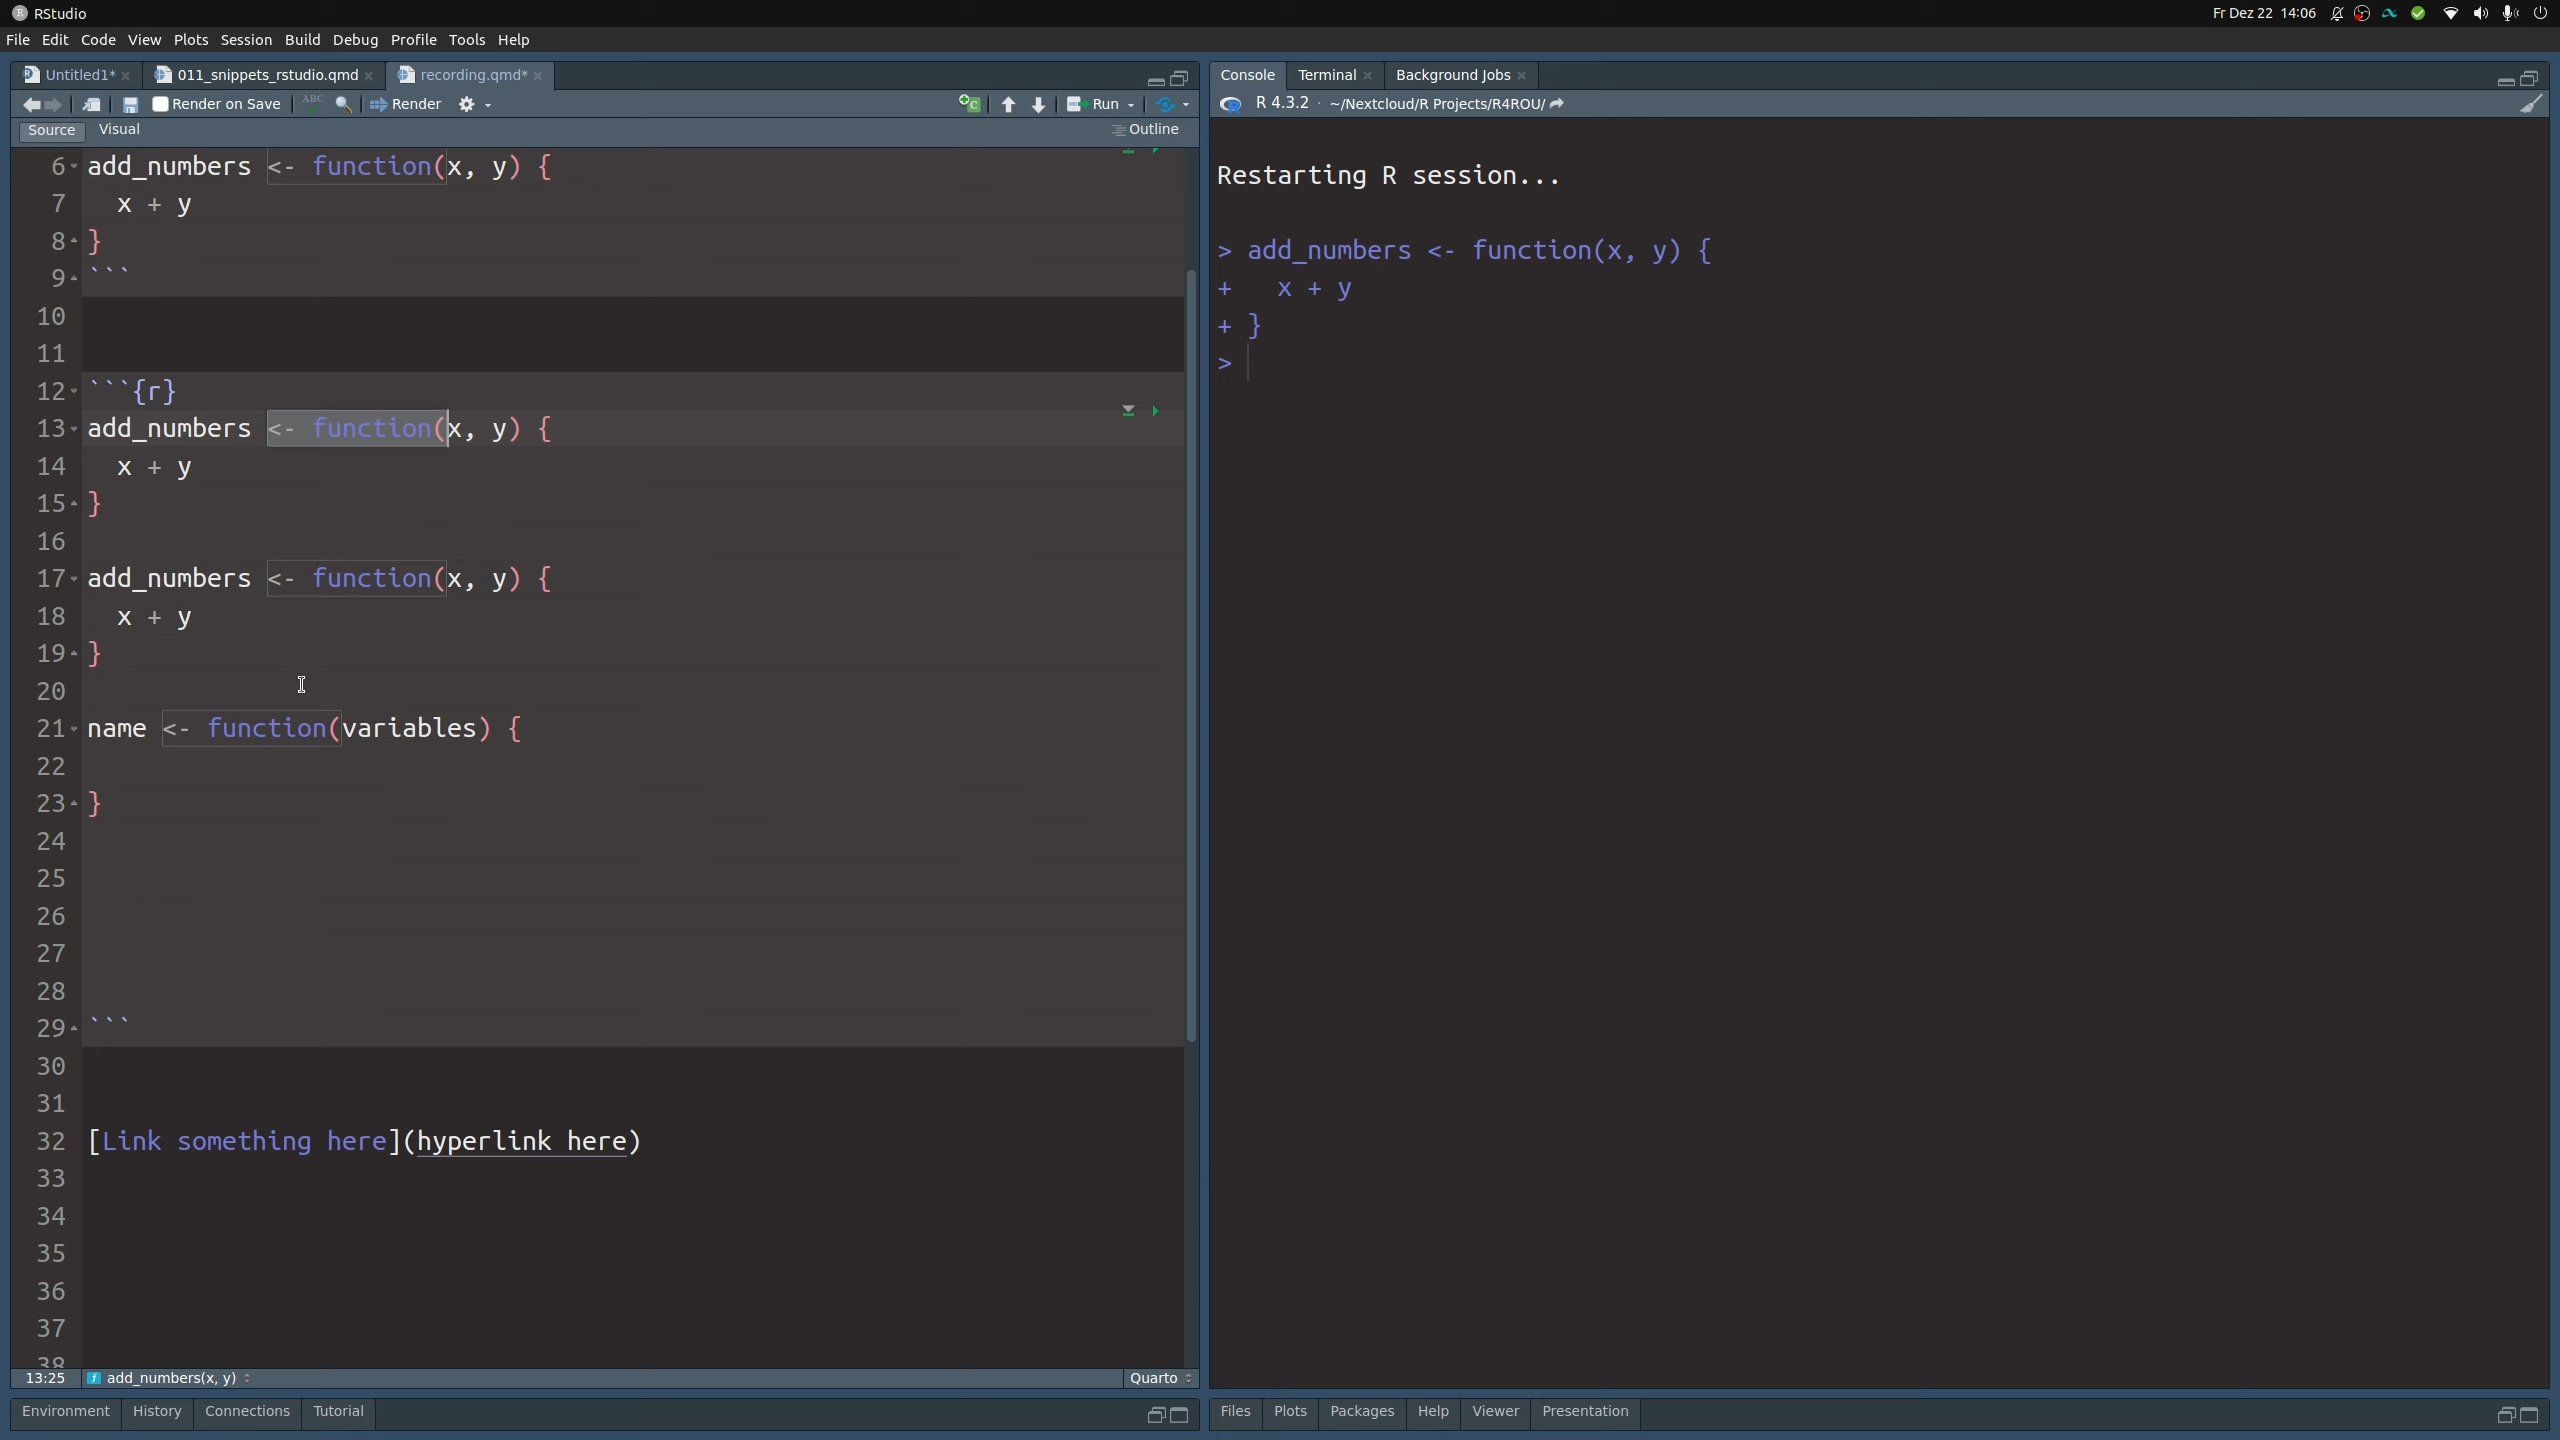 RStudio
Fr Dez 22 14:06
File Edit Code View Plots Session Build Debug Profile Tools Help
Untitled1* 011_snippets_rstudio.qmd recording.qmd*
Render on Save ABC Render Run
Source Visual Outline
6 add_numbers <- function(x, y) {
7 x + y
8 }
9 ```
10
11
12 ```{r}
13 add_numbers <- function(x, y) {
14 x + y
15 }
16
17 add_numbers <- function(x, y) {
18 x + y
19 }
20
21 name <- function(variables) {
22
23 }
24
25
26
27
28
29 ```
30
31
32 [Link something here](hyperlink here)
33
34
35
36
37
38
13:25 add_numbers(x, y) Quarto
Environment History Connections Tutorial
Console Terminal Background Jobs
R 4.3.2 · ~/Nextcloud/R Projects/R4ROU/
Restarting R session...
> add_numbers <- function(x, y) {
+ x + y
+ }
>
Files Plots Packages Help Viewer Presentation